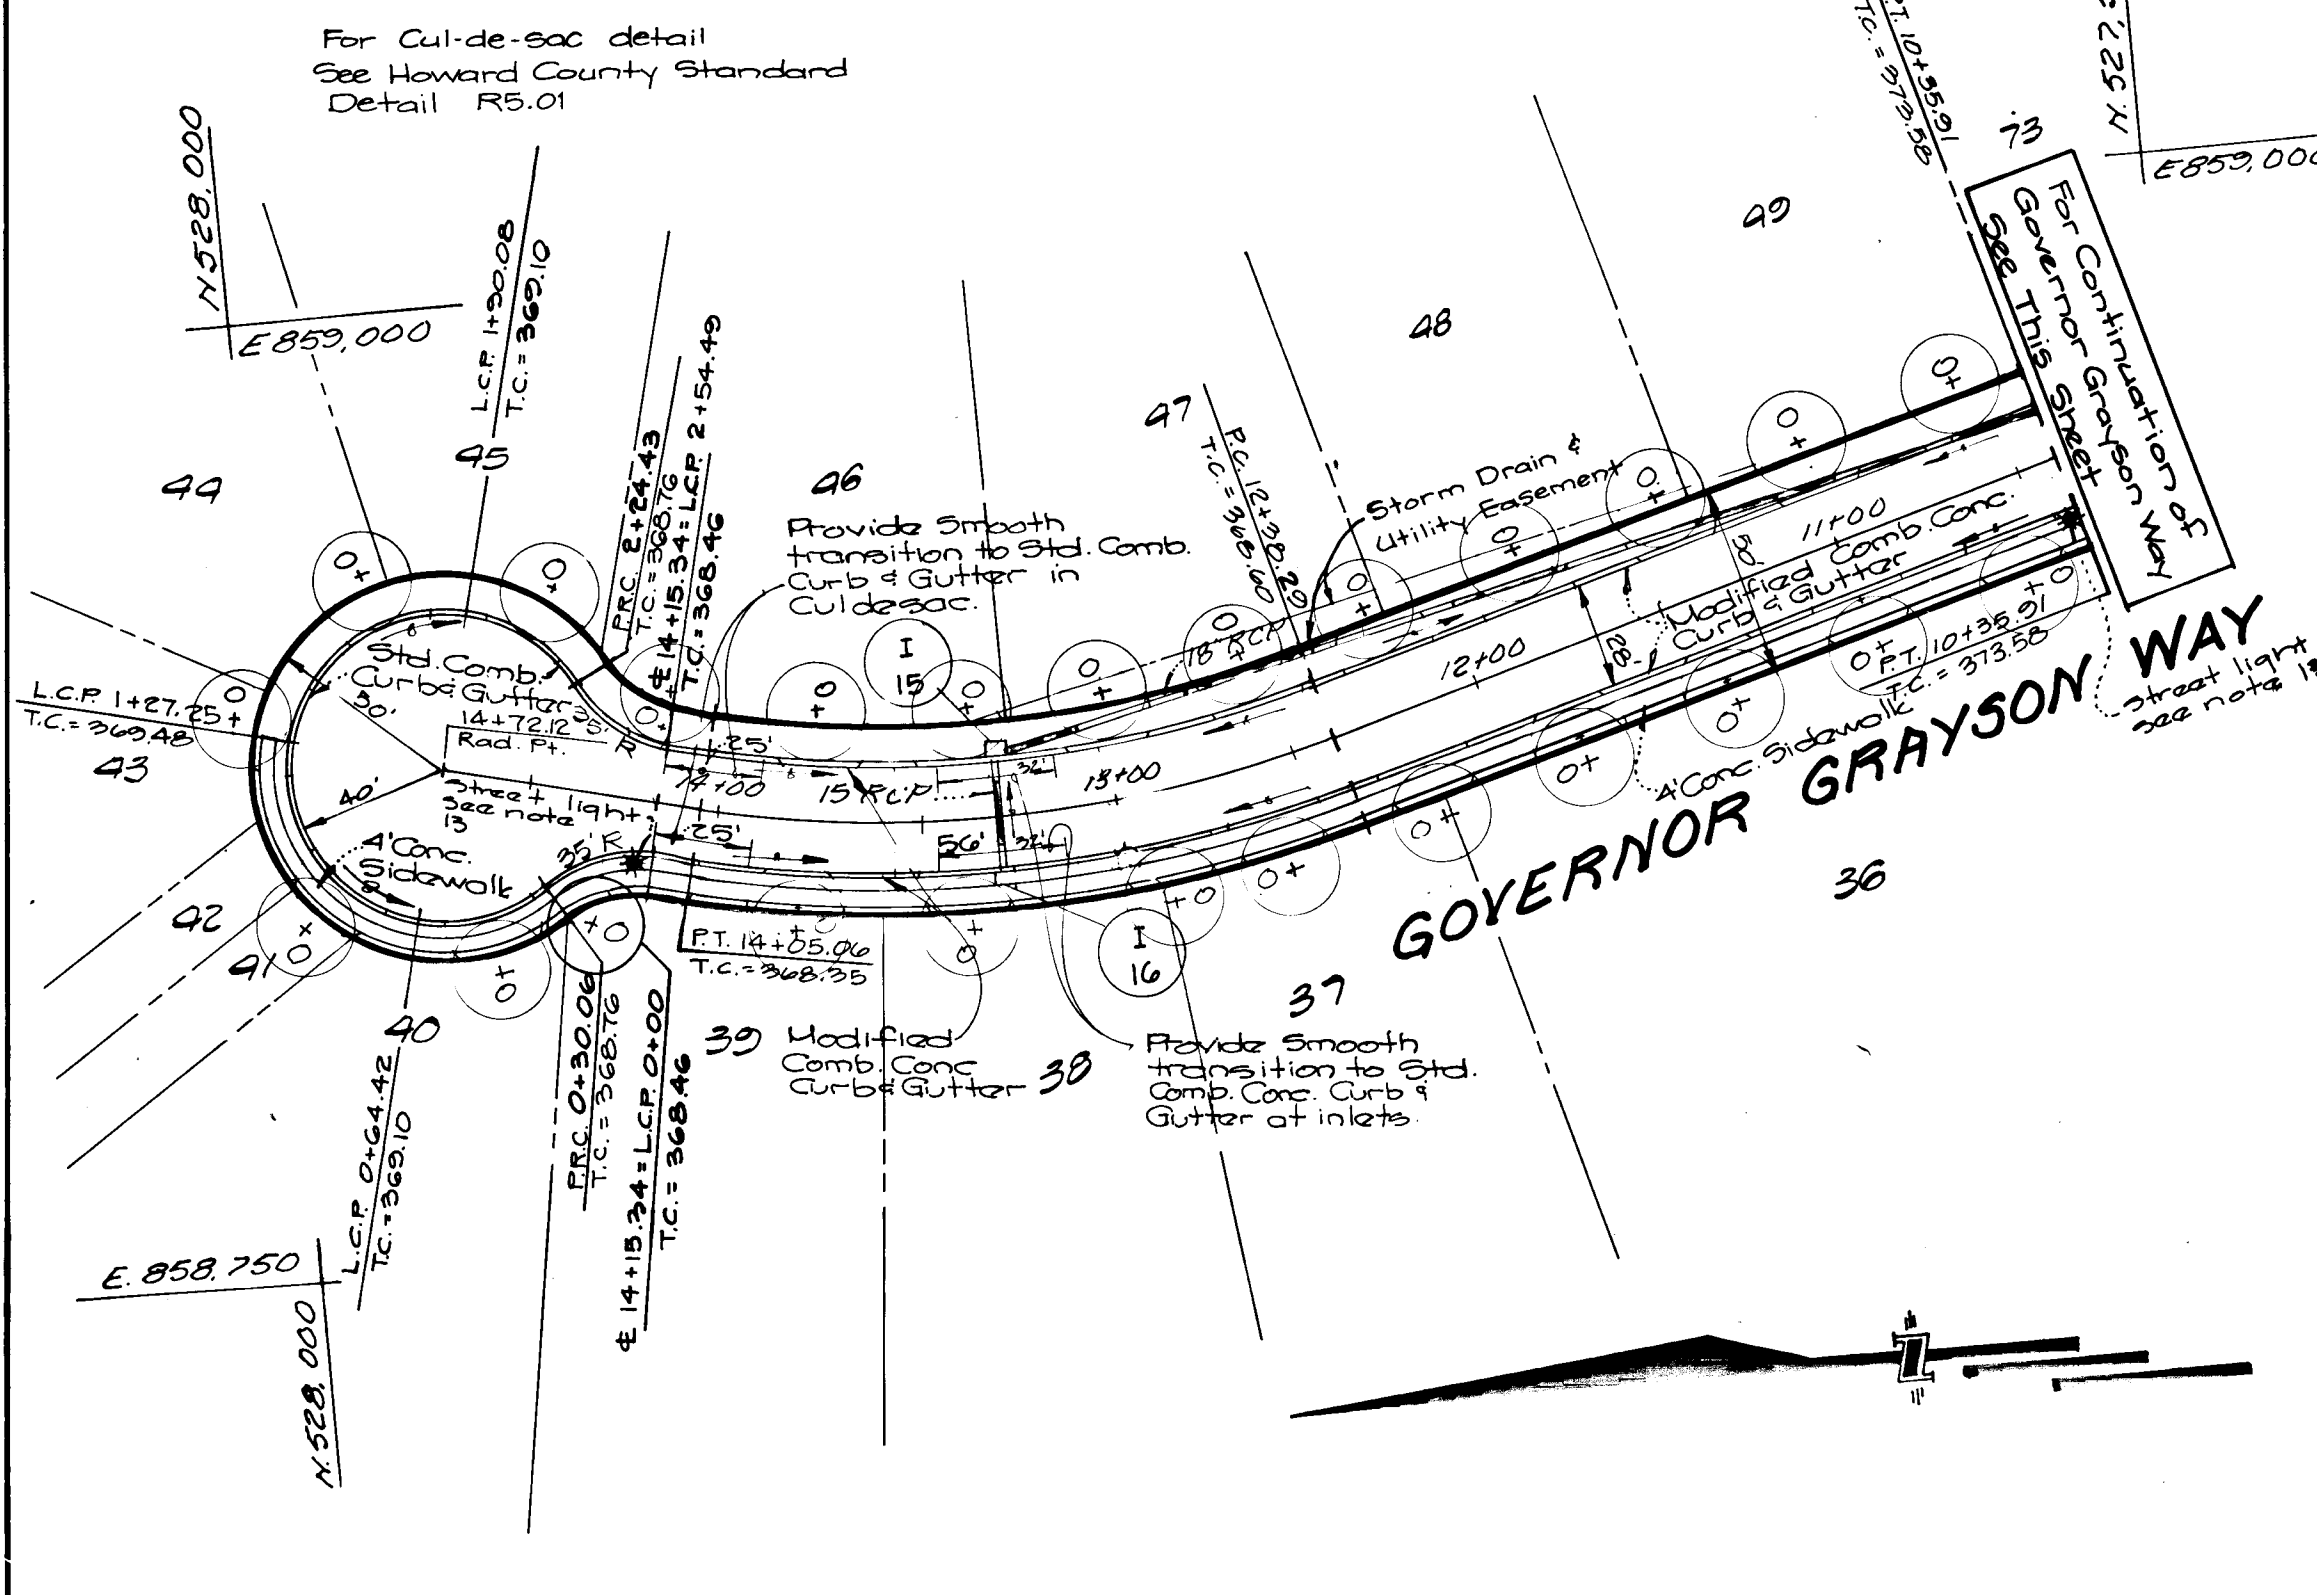 For Cul-de-sac detail
See Howard County Standard
Detail R5.01
N 528,000
E 859,000
L.C.P. 1+90.08
T.C. = 369.10
P.R.C. 2+24.43
T.C. = 368.76
℄ 14+15.34 = L.C.P. 2+54.49
T.C. = 368.46
44
45
46
47
48
49
73
P.T. 10+35.91
T.C. = 373.58
E 859,000
For Continuation of
Governor Grayson Way
See This Sheet
Provide Smooth
transition to Std. Comb.
Curb & Gutter in
Culdesac.
P.C. 12+38.29
T.C. = 368.60
Storm Drain &
Utility Easement
I
15
18" RCP
Std. Comb.
Curb & Gutter
50'
14+72.12
Rad. Pt.
35' R
L.C.P. 1+27.25
T.C. = 369.48
43
40'
Street light
see note
13
4' Conc.
Sidewalk
35' R
25'
14+00
15" RCP
32'
13+00
25'
56'
32'
12+00
28'
50'
11+00
Modified Comb. Conc.
Curb & Gutter
P.T. 10+35.91
T.C. = 373.58
4' Conc. Sidewalk
street light
see note
GOVERNOR GRAYSON WAY
42
41
40
39
38
37
36
P.T. 14+05.06
T.C. = 368.35
I
16
Modified
Comb. Conc
Curb & Gutter
Provide Smooth
transition to Std.
Comb. Conc. Curb &
Gutter at inlets.
P.R.C. 0+30.06
T.C. = 368.76
℄ 14+15.34 = L.C.P. 0+00
T.C. = 368.46
L.C.P. 0+64.42
T.C. = 369.10
E. 858,750
N. 528,000